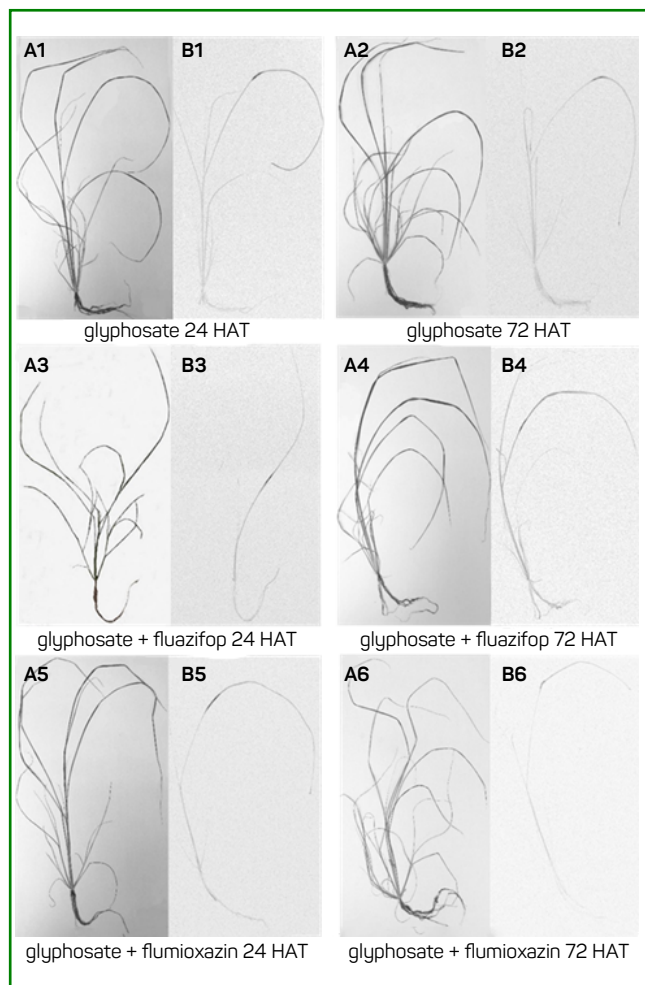 A1 B1 A2 B2
glyphosate 24 HAT glyphosate 72 HAT
A3 B3 A4 B4
glyphosate + fluazifop 24 HAT glyphosate + fluazifop 72 HAT
A5 B5 A6 B6
glyphosate + flumioxazin 24 HAT glyphosate + flumioxazin 72 HAT